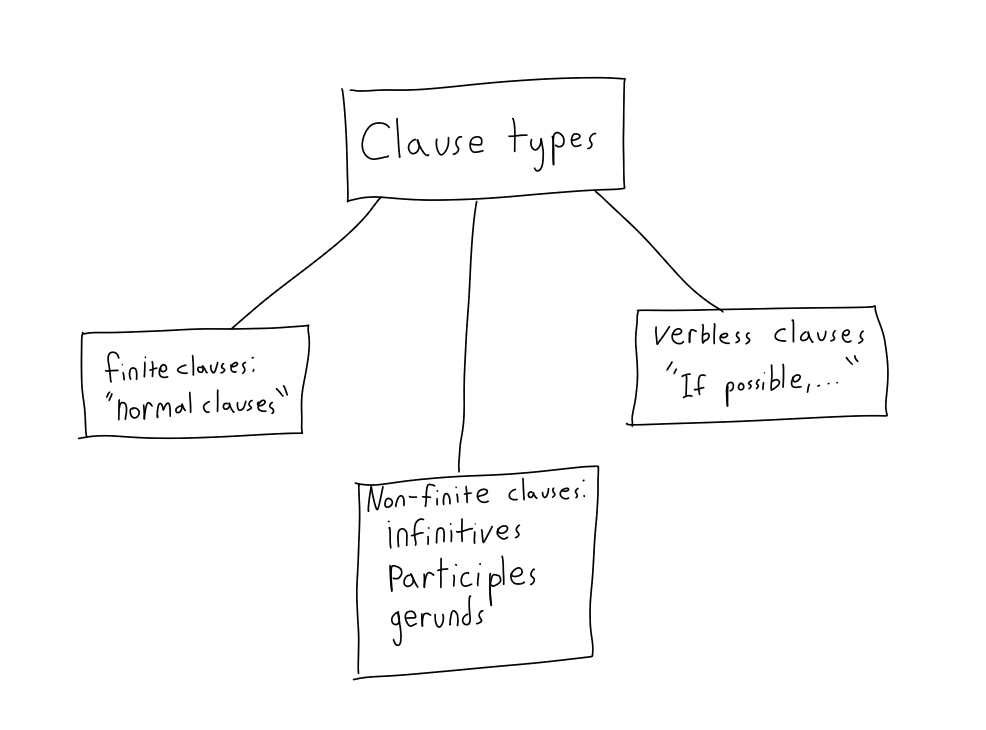 Clause types
finite clauses:
"normal clauses"
Verbless clauses
"If possible,..."
Non-finite clauses:
infinitives
Participles
gerunds